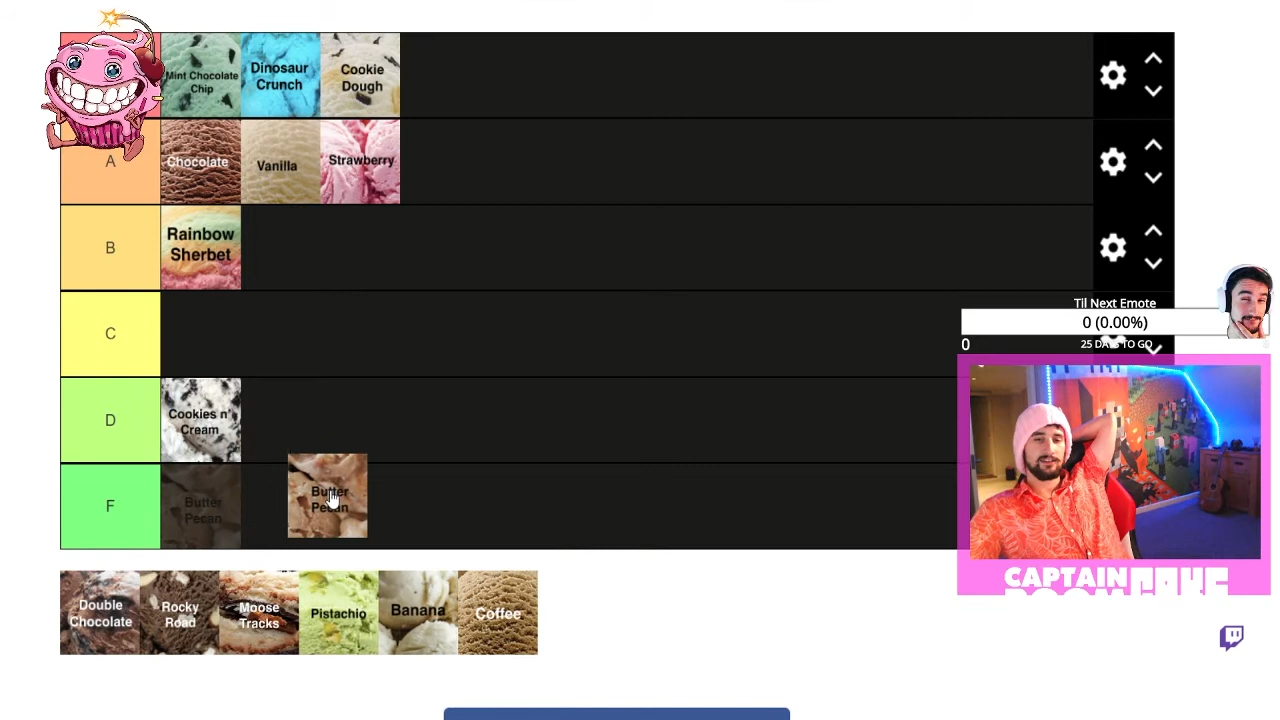 Mint Chocolate
Chip
Dinosaur
Crunch
Cookie
Dough
A
Chocolate
Vanilla
Strawberry
B
Rainbow
Sherbet
C
Til Next Emote
0 (0.00%)
0
25 DAYS TO GO
D
Cookies n'
Cream
F
Butter
Pecan
Butter
Pecan
CAPTAIN
Double
Chocolate
Rocky
Road
Moose
Tracks
Pistachio
Banana
Coffee